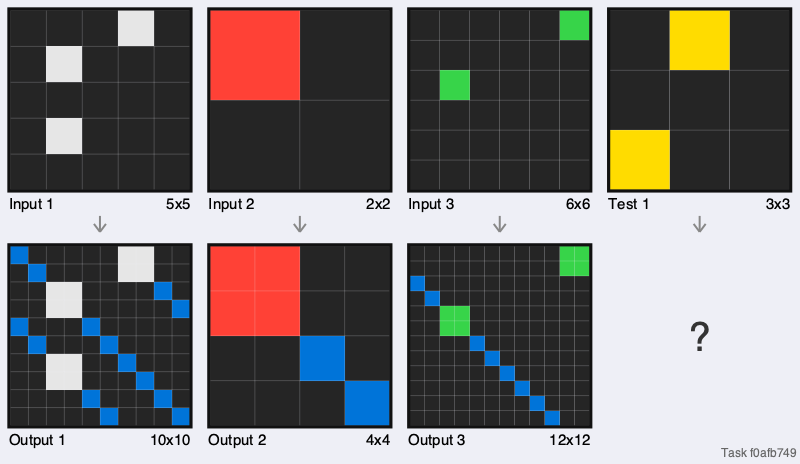 Input 1 5x5 Input 2 2x2 Input 3 6x6 Test 1 3x3
?
Output 1 10x10 Output 2 4x4 Output 3 12x12
Task f0afb749